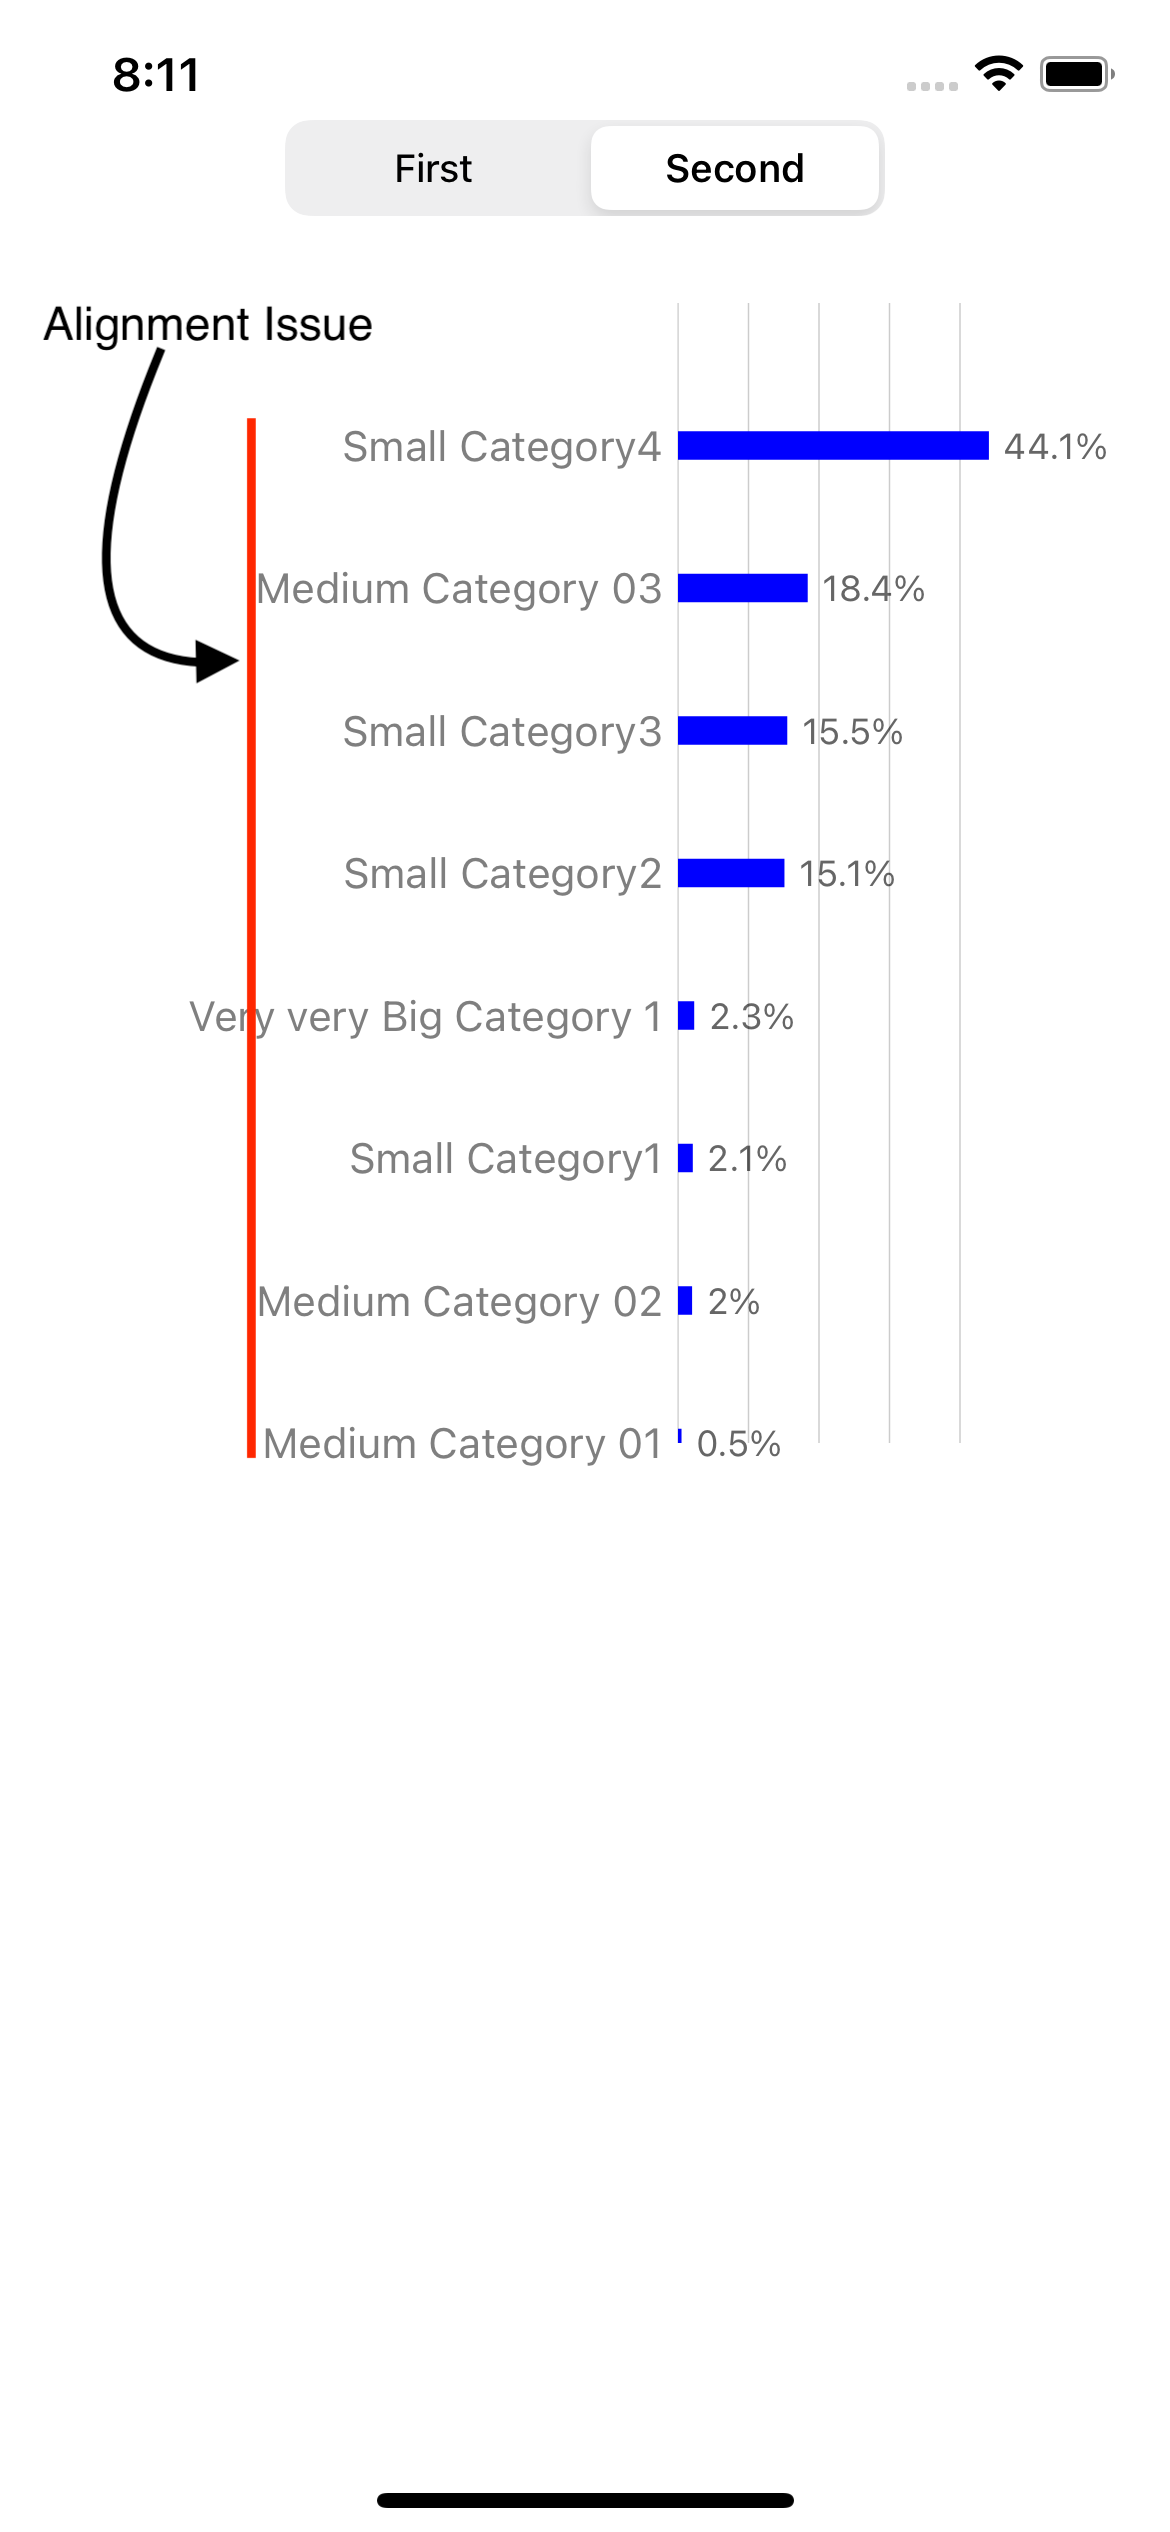 8:11
First Second
Alignment Issue
Small Category4 44.1%
Medium Category 03 18.4%
Small Category3 15.5%
Small Category2 15.1%
Very very Big Category 1 2.3%
Small Category1 2.1%
Medium Category 02 2%
Medium Category 01 0.5%